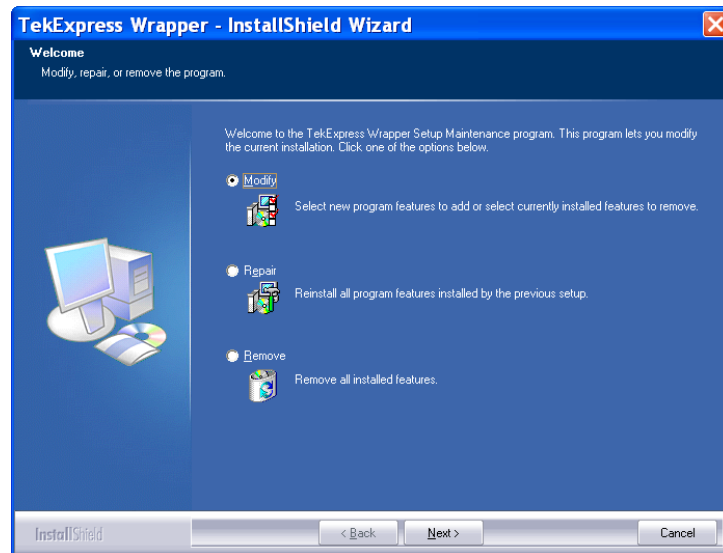 TekExpress Wrapper - InstallShield Wizard
Welcome
Modify, repair, or remove the program.
Welcome to the TekExpress Wrapper Setup Maintenance program. This program lets you modify
the current installation. Click one of the options below.
Modify
Select new program features to add or select currently installed features to remove.
Repair
Reinstall all program features installed by the previous setup.
Remove
Remove all installed features.
InstallShield
< Back
Next >
Cancel